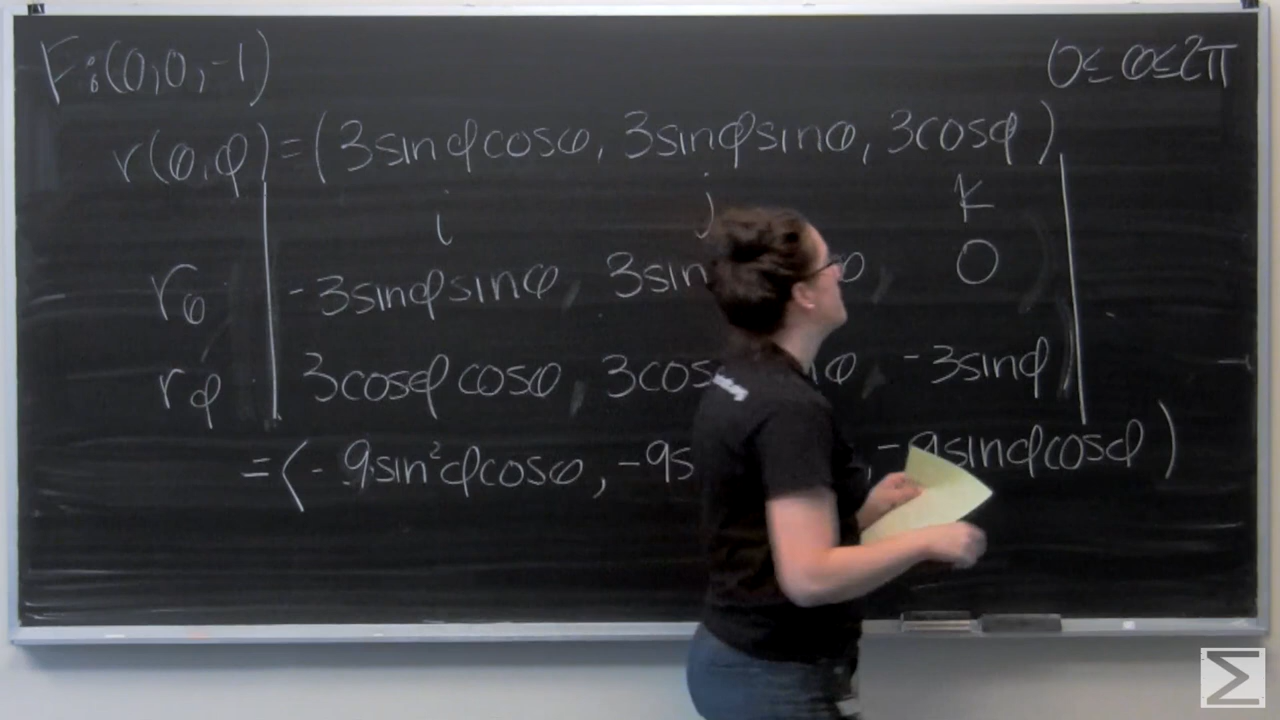 F: (0,0,-1)
0 ≤ θ ≤ 2π
r(θ,φ) = (3sinφcosθ, 3sinφsinθ, 3cosφ)
i j k
r_θ -3sinφsinθ, 3sin θ, 0
r_φ 3cosφcosθ, 3cos θ, -3sinφ
= (-9sin²φcosθ, -9s , -9sinφcosφ)
Σ